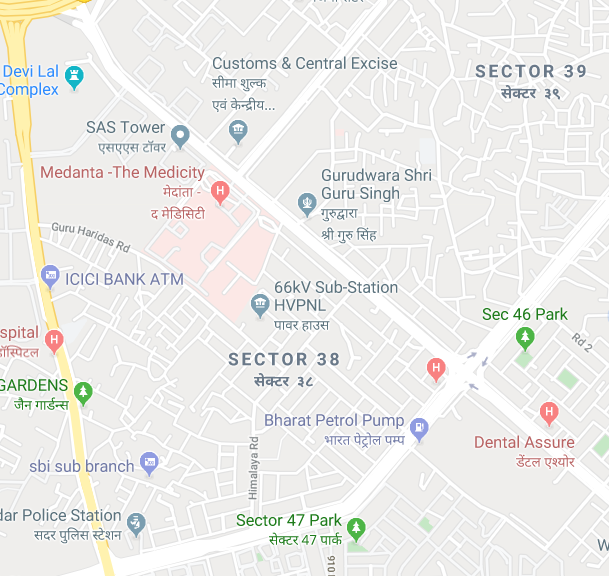 Customs & Central Excise
सीमा शुल्क
एवं केन्द्रीय...
SECTOR 39
सेक्टर ३९
Devi Lal
Complex
SAS Tower
एसएएस टॉवर
Medanta -The Medicity
मेदांता -
द मेडिसिटी
Gurudwara Shri
Guru Singh
गुरुद्वारा
श्री गुरु सिंह
Guru Haridas Rd
ICICI BANK ATM
66kV Sub-Station
HVPNL
पावर हाउस
Sec 46 Park
Rd 2
SECTOR 38
सेक्टर ३८
GARDENS
जैन गार्डन्स
Bharat Petrol Pump
भारत पेट्रोल पम्प
Dental Assure
डेंटल एश्योर
sbi sub branch
Himalaya Rd
Police Station
सदर पुलिस स्टेशन
Sector 47 Park
सेक्टर 47 पार्क